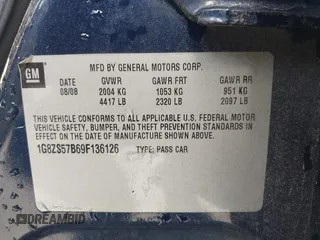 GM
MFD BY GENERAL MOTORS CORP.
DATE GVWR GAWR FRT GAWR RR
08/08 2004 KG 1053 KG 951 KG
4417 LB 2320 LB 2097 LB
THIS VEHICLE CONFORMS TO ALL APPLICABLE U.S. FEDERAL MOTOR
VEHICLE SAFETY, BUMPER, AND THEFT PREVENTION STANDARDS IN
EFFECT ON THE DATE OF MANUFACTURE SHOWN ABOVE.
1G8ZS57B69F136126 TYPE: PASS CAR
1DREAMBID.COM